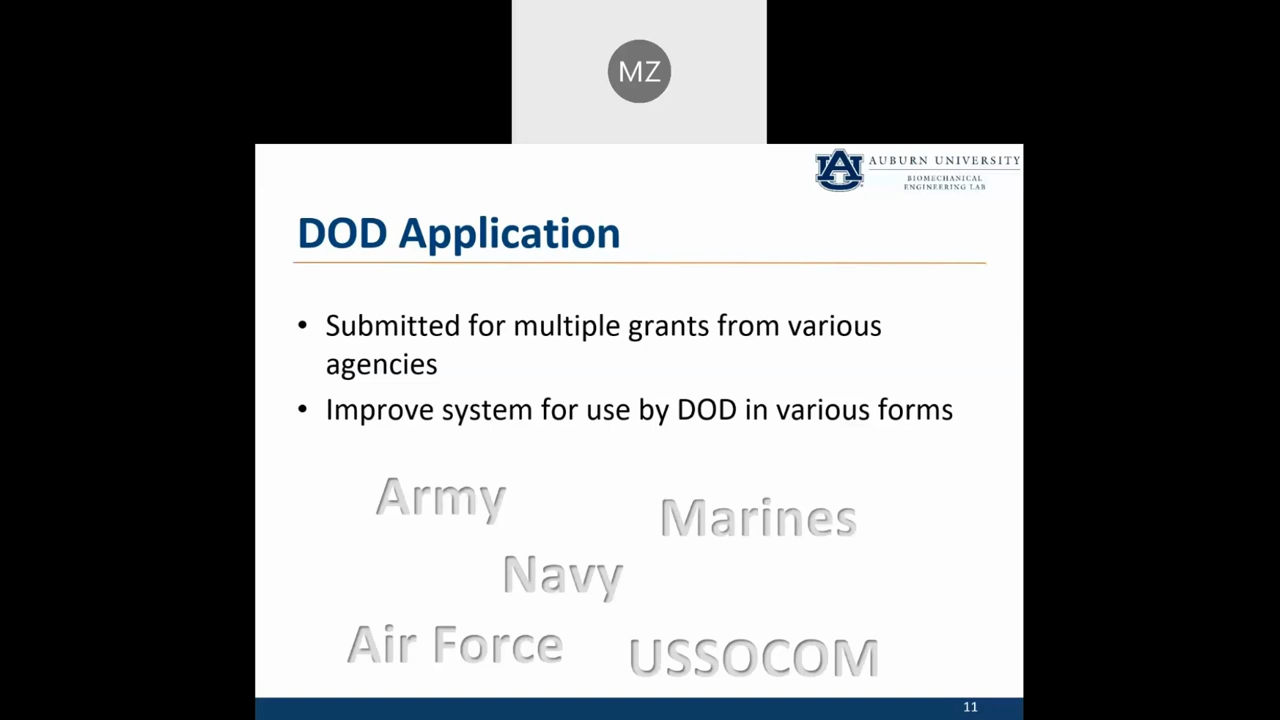 MZ
AUBURN UNIVERSITY
BIOMECHANICAL
ENGINEERING LAB
DOD Application
• Submitted for multiple grants from various
agencies
• Improve system for use by DOD in various forms
Army
Marines
Navy
Air Force
USSOCOM
11